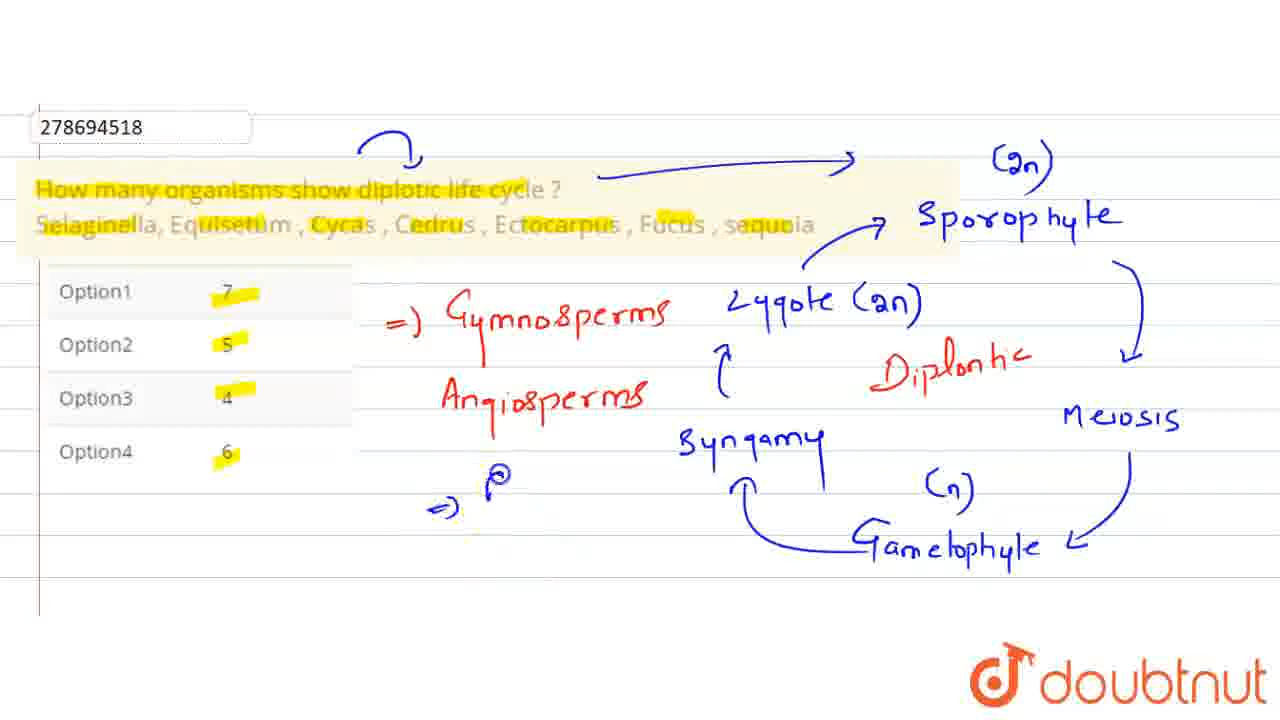 278694518
How many organisms show diplotic life cycle ?
Selaginella, Equisetum , Cycas , Cedrus , Ectocarpus , Fucus , sequoia
(2n)
Sporophyte
Option1 7
=> Gymnosperms
Zygote (2n)
Option2 5
Diplontic
Option3 4
Angiosperms
Meiosis
Syngamy
Option4 6
=>
(n)
Gametophyte
doubtnut